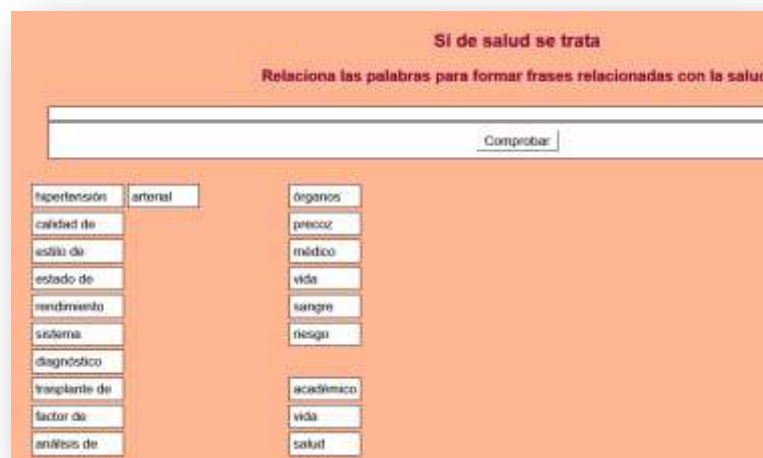 Si de salud se trata
Relaciona las palabras para formar frases relacionadas con la salud
Comprobar
hipertensión arterial órganos
calidad de precoz
estilo de médico
estado de vida
rendimiento sangre
sistema riesgo
diagnóstico
trasplante de académico
factor de vida
análisis de salud